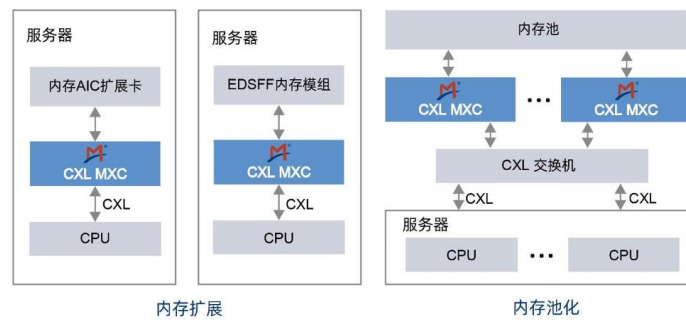 服务器
内存AIC扩展卡
CXL MXC
CXL
CPU
服务器
EDSFF内存模组
CXL MXC
CXL
CPU
内存扩展
内存池
CXL MXC
...
CXL MXC
CXL 交换机
CXL
CXL
服务器
CPU
...
CPU
内存池化